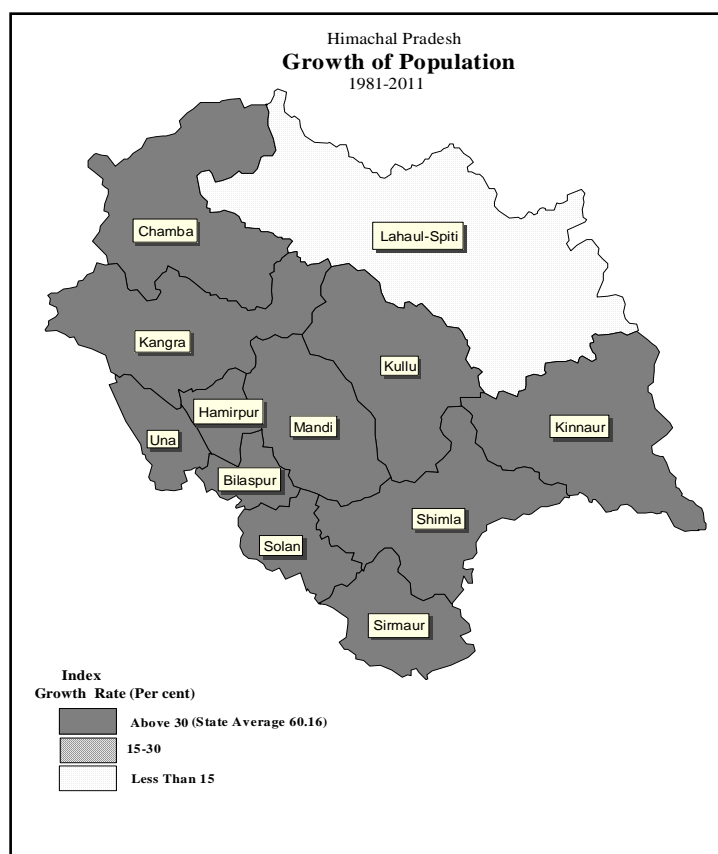 Himachal Pradesh
Growth of Population
1981-2011
Chamba
Lahaul-Spiti
Kangra
Kullu
Hamirpur
Mandi
Kinnaur
Una
Bilaspur
Shimla
Solan
Sirmaur
Index
Growth Rate (Per cent)
Above 30 (State Average 60.16)
15-30
Less Than 15